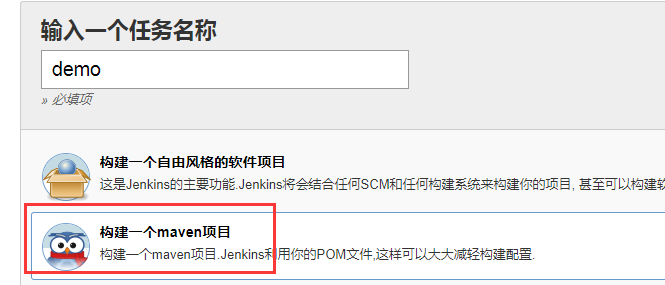 输入一个任务名称
demo
» 必填项
构建一个自由风格的软件项目
这是Jenkins的主要功能.Jenkins将会结合任何SCM和任何构建系统来构建你的项目, 甚至可以构建软
构建一个maven项目
构建一个maven项目.Jenkins利用你的POM文件,这样可以大大减轻构建配置.